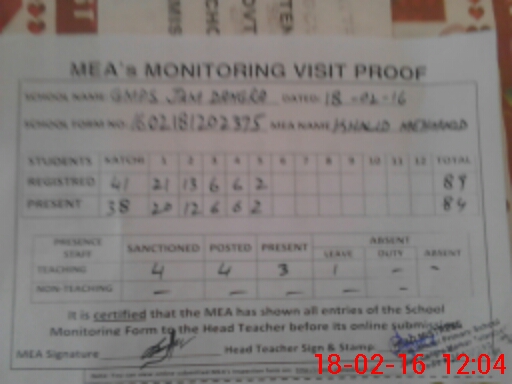 MEA's MONITORING VISIT PROOF
SCHOOL NAME: GMPS JAM DATED: 18-02-16
SCHOOL FORM NO. MEA NAME KHALID MEHMOOD
STUDENTS KATCHI 1 2 3 4 5 6 7 8 9 10 11 12 TOTAL
REGISTRED 41 21 13 6 6 2 89
PRESENT 38 20 12 6 6 2 84
PRESENCE STAFF SANCTIONED POSTED PRESENT ABSENT
LEAVE DUTY ABSENT
TEACHING 4 4 3 1 - -
NON-TEACHING - - -
It is certified that the MEA has shown all entries of the School
Monitoring Form to the Head Teacher before its online submission
MEA Signature Head Teacher Sign & Stamp:
18-02-16 12:04